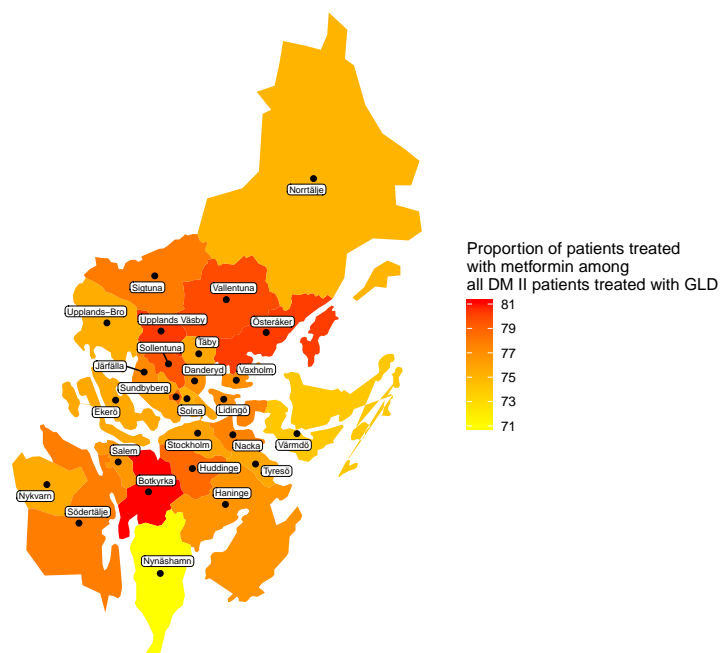 Norrtälje
Proportion of patients treated
with metformin among
all DM II patients treated with GLD
81
79
77
75
73
71
Sigtuna
Vallentuna
Upplands−Bro
Upplands Väsby
Österåker
Sollentuna
Täby
Järfälla
Danderyd
Vaxholm
Sundbyberg
Ekerö
Solna
Lidingö
Stockholm
Nacka
Värmdö
Salem
Huddinge
Tyresö
Nykvarn
Botkyrka
Haninge
Södertälje
Nynäshamn